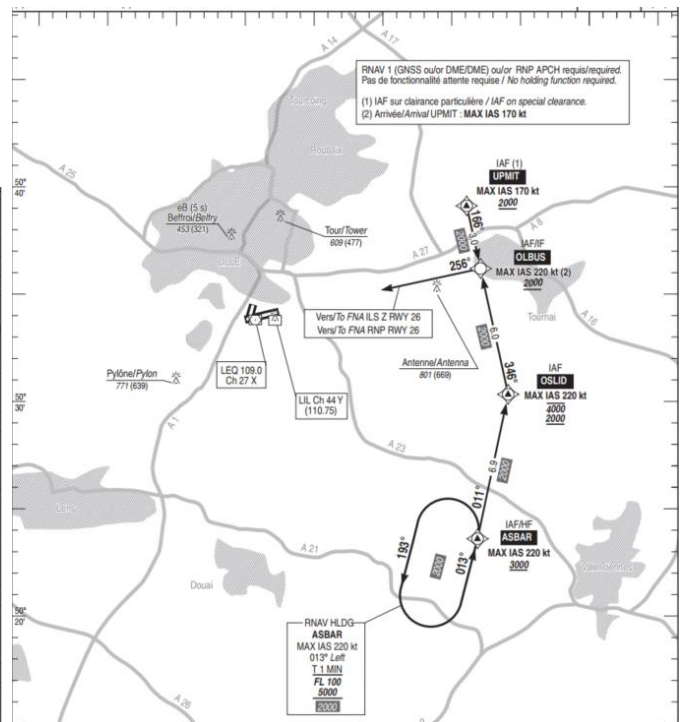 RNAV 1 (GNSS ou/or DME/DME) ou/or RNP APCH requis/required.
Pas de fonctionnalité attente requise / No holding function required.
(1) IAF sur clairance particulière / IAF on special clearance.
(2) Arrivée/Arrival UPMIT : MAX IAS 170 kt
A 14
A 17
Tourcoing
Roubaix
A 25
50°
40'
IAF (1)
UPMIT
MAX IAS 170 kt
2000
166°
3.0
2000
A 8
éB (5 s)
Beffroi/Belfry
453 (321)
Tour/Tower
609 (477)
LILLE
A 27
IAF/IF
OLBUS
MAX IAS 220 kt (2)
2000
256°
Vers/To FNA ILS Z RWY 26
Vers/To FNA RNP RWY 26
Tournai
A 16
2000
6.0
346°
Antenne/Antenna
801 (669)
Pylône/Pylon
771 (639)
LEQ 109.0
Ch 27 X
LIL Ch 44 Y
(110.75)
IAF
OSLID
MAX IAS 220 kt
4000
2000
50°
30'
A 1
A 23
6.9
2000
011°
Lens
A 21
193°
2000
013°
IAF/HF
ASBAR
MAX IAS 220 kt
3000
Valenciennes
Douai
50°
20'
RNAV HLDG
ASBAR
MAX IAS 220 kt
013° Left
T 1 MIN
FL 100
5000
2000
A 26